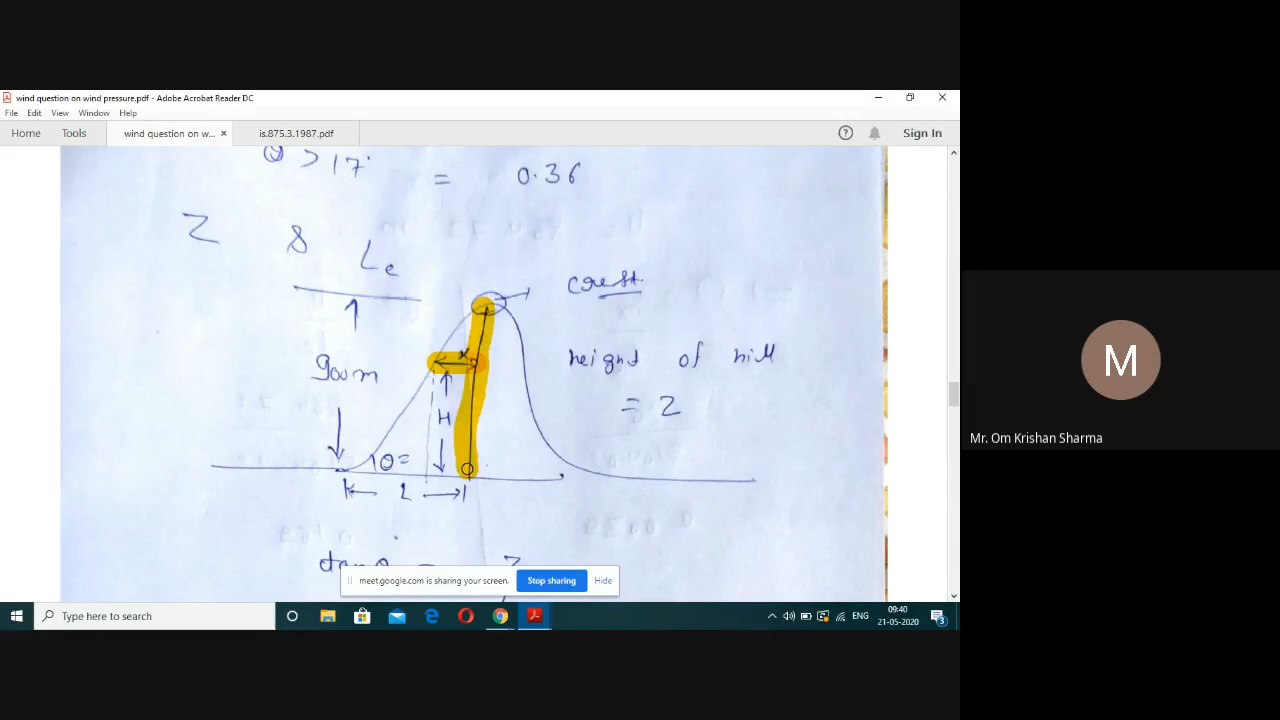 wind question on wind pressure.pdf - Adobe Acrobat Reader DC
File Edit View Window Help
Home Tools wind question on w... × is.875.3.1987.pdf Sign In
> 17°
= 0.36
Z & Le
crest
x
900m
height of hill
H
= Z
θ =
L
tan θ = Z
meet.google.com is sharing your screen. Stop sharing Hide
M
Mr. Om Krishan Sharma
Type here to search
ENG
09:40
21-05-2020
3